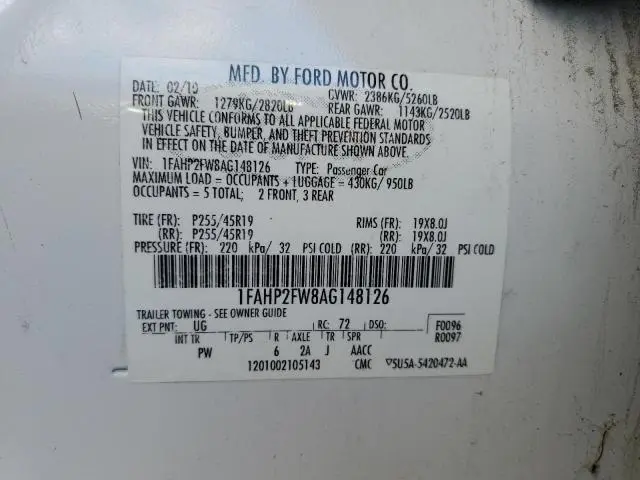 MFD. BY FORD MOTOR CO.
DATE: 02/10 GVWR: 2386KG/5260LB
FRONT GAWR: 1279KG/2820LB REAR GAWR: 1143KG/2520LB
THIS VEHICLE CONFORMS TO ALL APPLICABLE FEDERAL MOTOR
VEHICLE SAFETY, BUMPER, AND THEFT PREVENTION STANDARDS
IN EFFECT ON THE DATE OF MANUFACTURE SHOWN ABOVE.
VIN: 1FAHP2FW8AG148126 TYPE: Passenger Car
MAXIMUM LOAD = OCCUPANTS + LUGGAGE = 430KG/ 950LB
OCCUPANTS = 5 TOTAL; 2 FRONT, 3 REAR
TIRE (FR): P255/45R19 RIMS (FR): 19X8.0J
(RR): P255/45R19 (RR): 19X8.0J
PRESSURE (FR): 220 kPa/ 32 PSI COLD (RR): 220 kPa/ 32 PSI COLD
1FAHP2FW8AG148126
TRAILER TOWING - SEE OWNER GUIDE
EXT PNT: UG RC: 72 DSO: F0096
INT TR TP/PS R AXLE TR SPR R0097
PW 6 2A J AACC
1201002105143 CMC ▽5U5A-5420472-AA